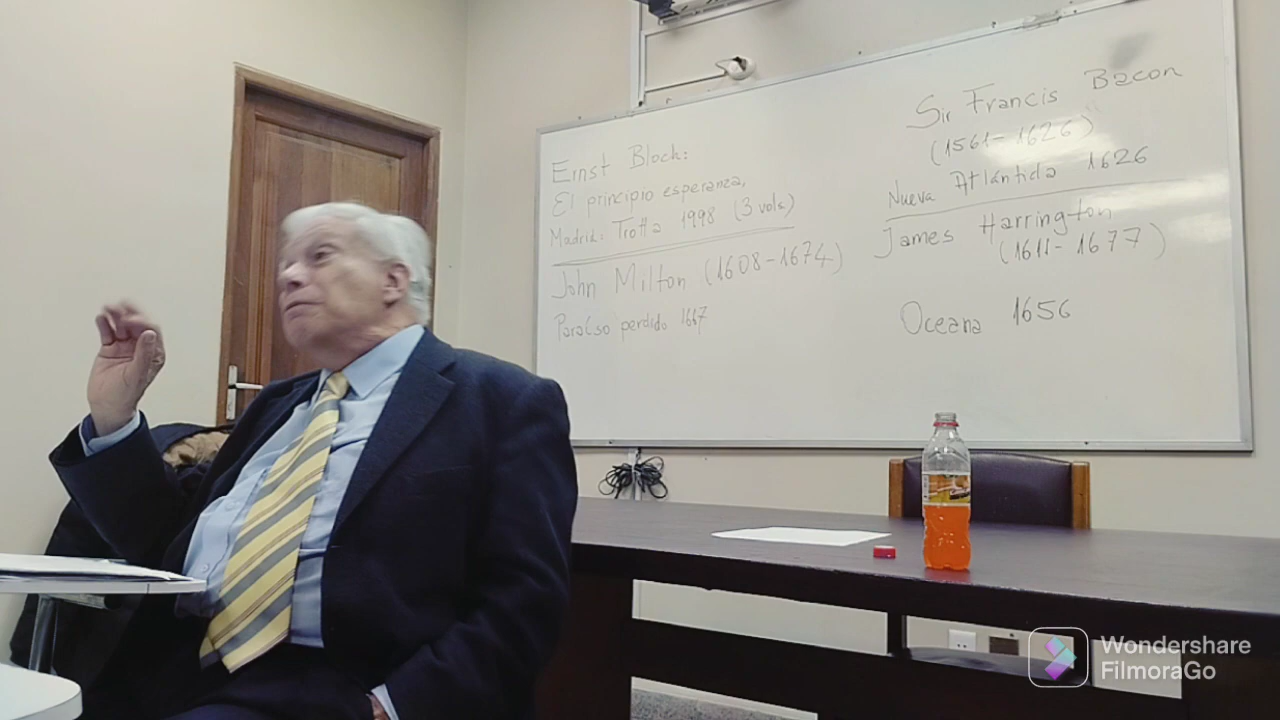 Ernst Bloch:
El principio esperanza,
Madrid: Trotta 1998 (3 vols)
John Milton (1608-1674)
Paraíso perdido 1667
Sir Francis Bacon
(1561-1626)
Nueva Atlántida 1626
James Harrington
(1611-1677)
Oceana 1656
Wondershare
FilmoraGo